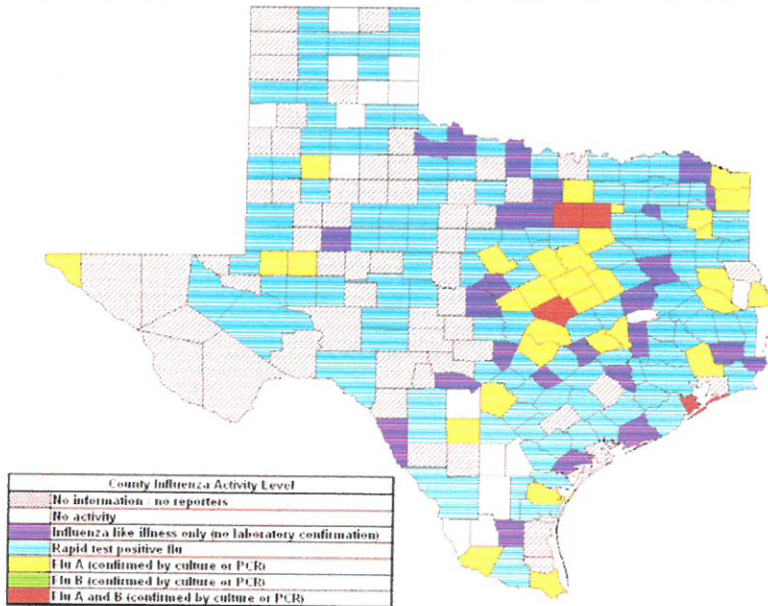 County Influenza Activity Level
No information / no reporters
No activity
Influenza like illness only (no laboratory confirmation)
Rapid test positive flu
Flu A (confirmed by culture or PCR)
Flu B (confirmed by culture or PCR)
Flu A and B (confirmed by culture or PCR)